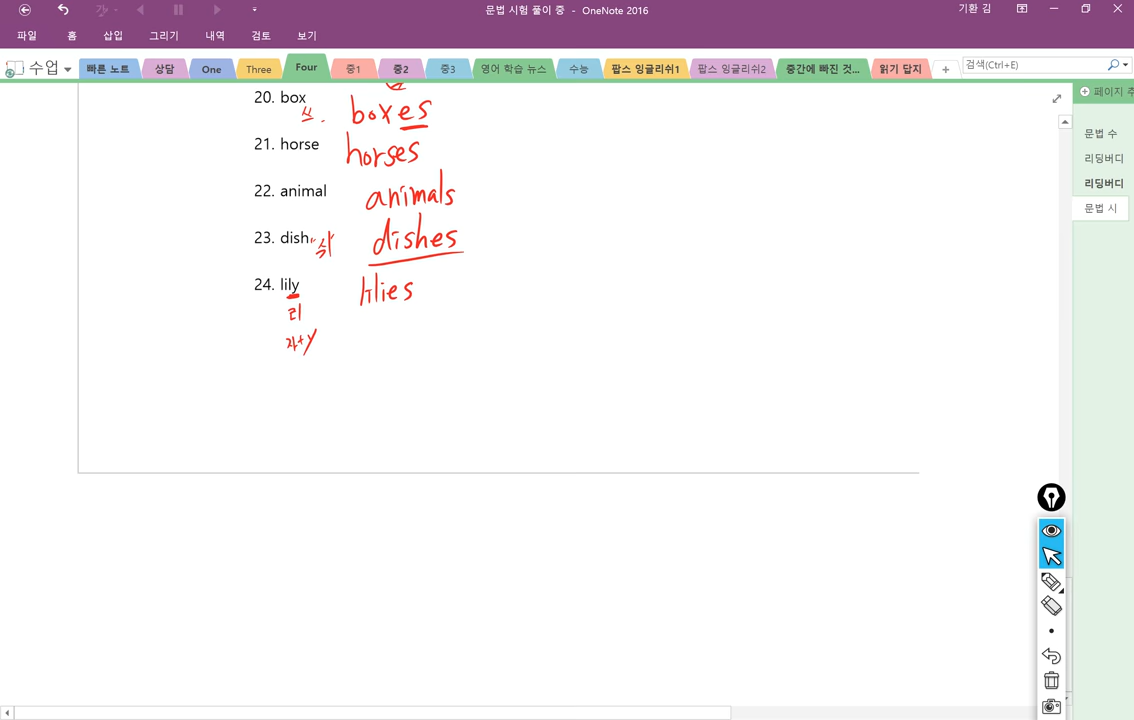 문법 시험 풀이 중 - OneNote 2016
기환 김
파일 홈 삽입 그리기 내역 검토 보기
수업 빠른 노트 상담 One Three Four 중1 중2 중3 영어 학습 뉴스 수능 팝스 잉글리쉬1 팝스 잉글리쉬2 중간에 빠진 것... 읽기 답지 + 검색(Ctrl+E)
페이지 추
20. box boxes
쓰
21. horse horses
22. animal animals
23. dish "쉬" dishes
24. lily lilies
리
자+y
문법 수
리딩버디
리딩버디
문법 시